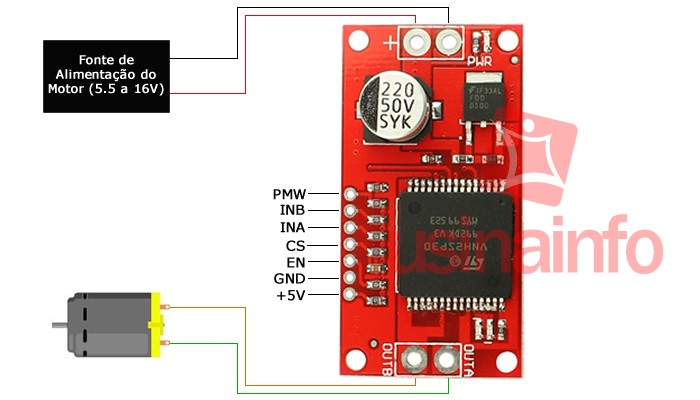 Fonte de
Alimentação do
Motor (5.5 a 16V)
+
PWR
220
50V
SYK
PMW
INB
INA
CS
EN
GND
+5V
OUTB
OUTA
usinainfo